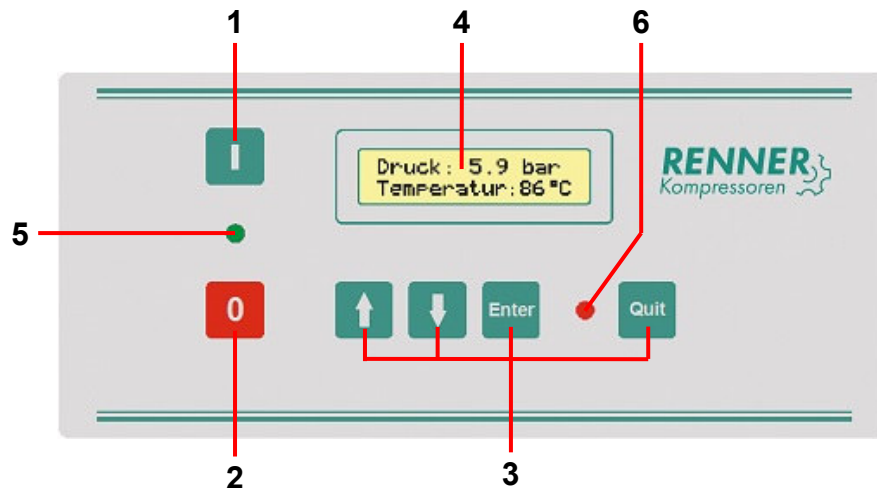 1
4
6
I
Druck: 5.9 bar
Temperatur:86°C
RENNER
Kompressoren
5
0
Enter
Quit
2
3